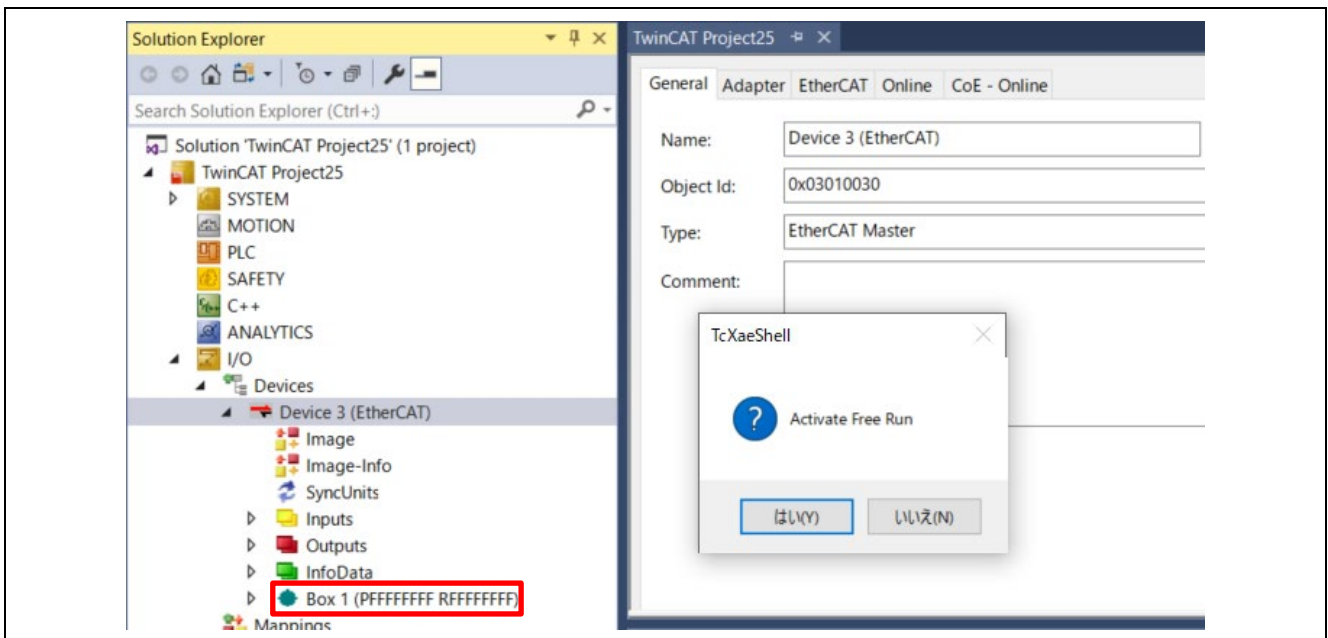 Solution Explorer
Search Solution Explorer (Ctrl+:)
Solution 'TwinCAT Project25' (1 project)
TwinCAT Project25
SYSTEM
MOTION
PLC
SAFETY
C++
ANALYTICS
I/O
Devices
Device 3 (EtherCAT)
Image
Image-Info
SyncUnits
Inputs
Outputs
InfoData
Box 1 (PFFFFFFFF RFFFFFFFF)
Mappings
TwinCAT Project25
General Adapter EtherCAT Online CoE - Online
Name: Device 3 (EtherCAT)
Object Id: 0x03010030
Type: EtherCAT Master
Comment:
TcXaeShell
Activate Free Run
はい(Y) いいえ(N)